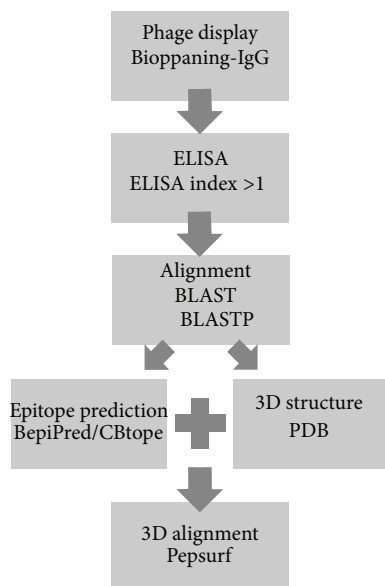 Phage display
Bioppaning-IgG
ELISA
ELISA index >1
Alignment
BLAST
BLASTP
Epitope prediction
BepiPred/CBtope
3D structure
PDB
3D alignment
Pepsurf